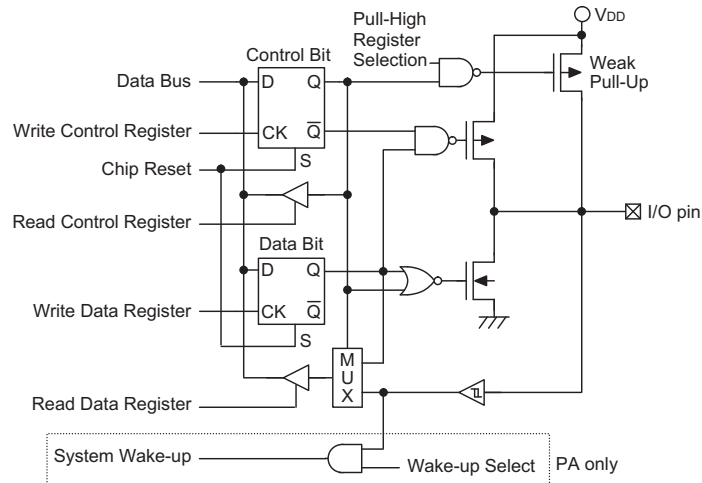 VDD
Pull-High
Register
Selection
Control Bit
Weak
Pull-Up
Data Bus
D
Q
Write Control Register
CK
Q
Chip Reset
S
Read Control Register
I/O pin
Data Bit
D
Q
Write Data Register
CK
Q
S
M
U
X
Read Data Register
System Wake-up
Wake-up Select
PA only